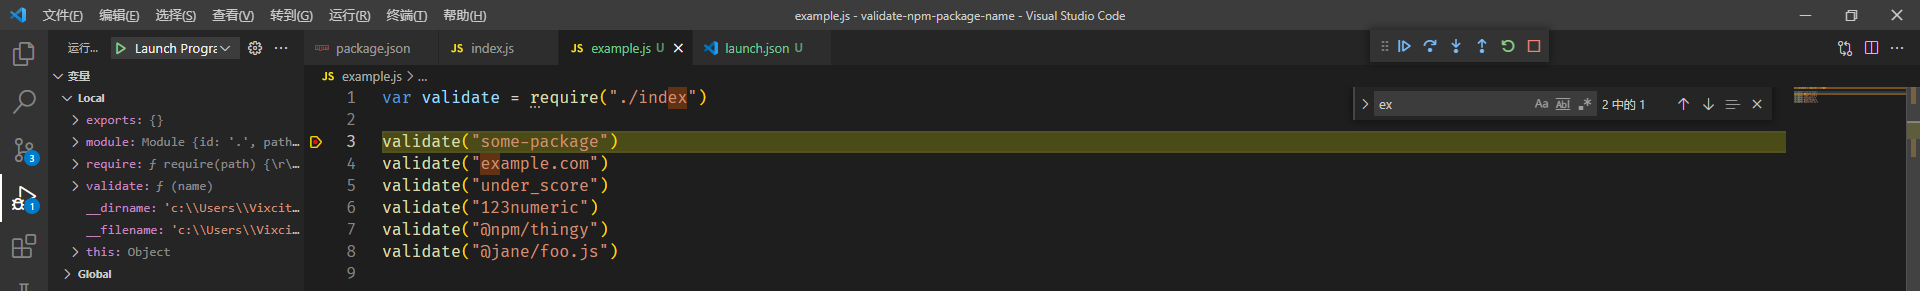 文件(F) 编辑(E) 选择(S) 查看(V) 转到(G) 运行(R) 终端(T) 帮助(H) example.js - validate-npm-package-name - Visual Studio Code
运行... Launch Progra package.json JS index.js JS example.js U launch.json U
变量 JS example.js > ...
Local
exports: {}
module: Module {id: '.', path…
require: ƒ require(path) {\r\…
validate: ƒ (name)
__dirname: 'c:\\Users\\Vixcit…
__filename: 'c:\\Users\\Vixci…
this: Object
Global
3
1
1 var validate = require("./index")
2
3 validate("some-package")
4 validate("example.com")
5 validate("under_score")
6 validate("123numeric")
7 validate("@npm/thingy")
8 validate("@jane/foo.js")
9
ex Aa Abl .* 2 中的 1